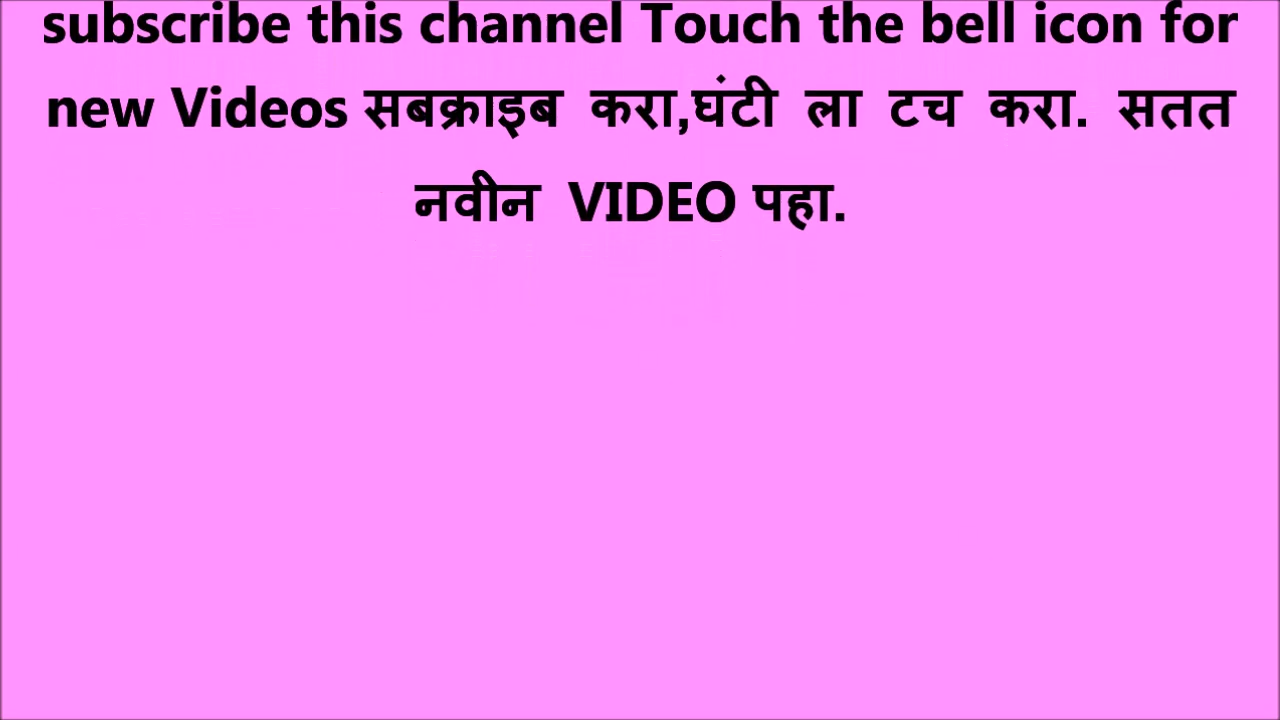 subscribe this channel Touch the bell icon for
new Videos सबक्राइब करा,घंटी ला टच करा. सतत
नवीन VIDEO पहा.